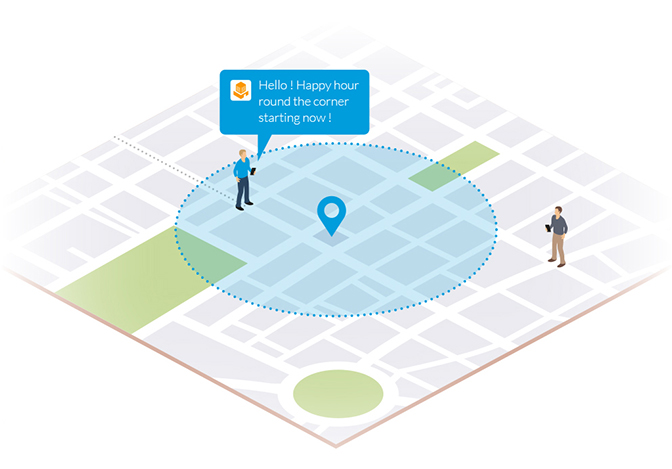 Hello ! Happy hour
round the corner
starting now !